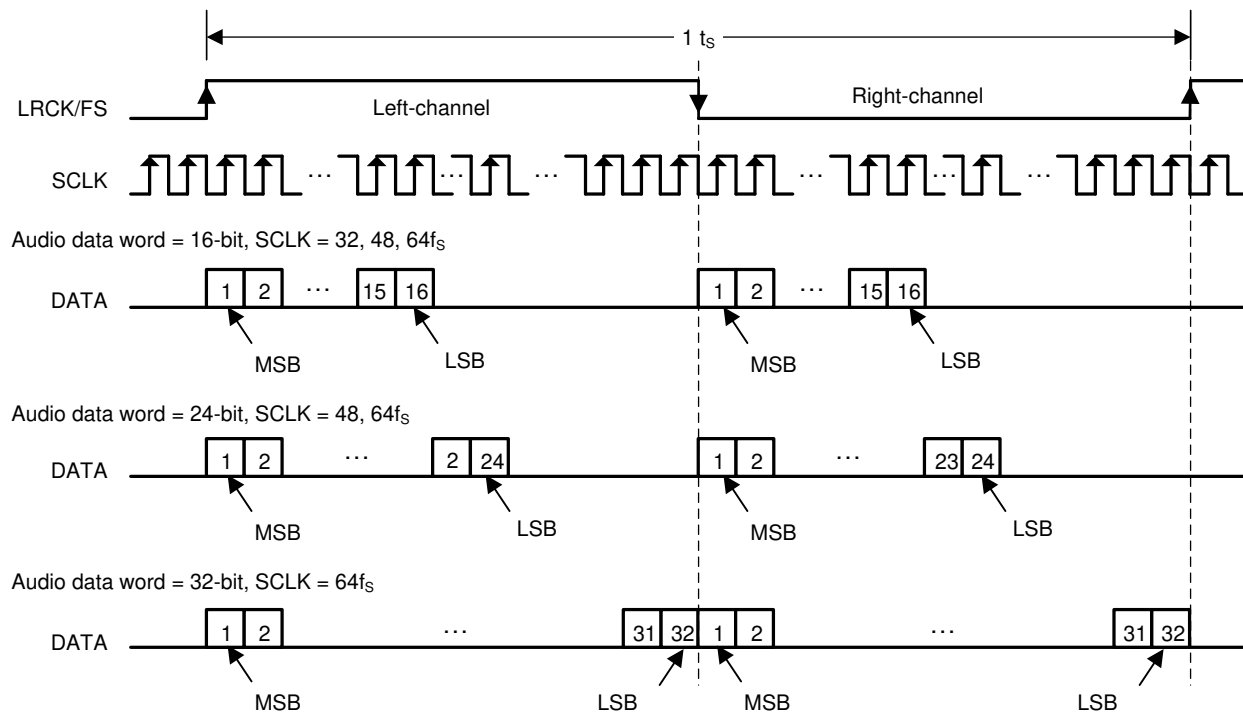 1 tS
LRCK/FS Left-channel Right-channel
SCLK ... ... ... ... ... ...
Audio data word = 16-bit, SCLK = 32, 48, 64fS
DATA 1 2 ... 15 16 1 2 ... 15 16
MSB LSB MSB LSB
Audio data word = 24-bit, SCLK = 48, 64fS
DATA 1 2 ... 2 24 1 2 ... 23 24
MSB LSB MSB LSB
Audio data word = 32-bit, SCLK = 64fS
DATA 1 2 ... 31 32 1 2 ... 31 32
MSB LSB MSB LSB